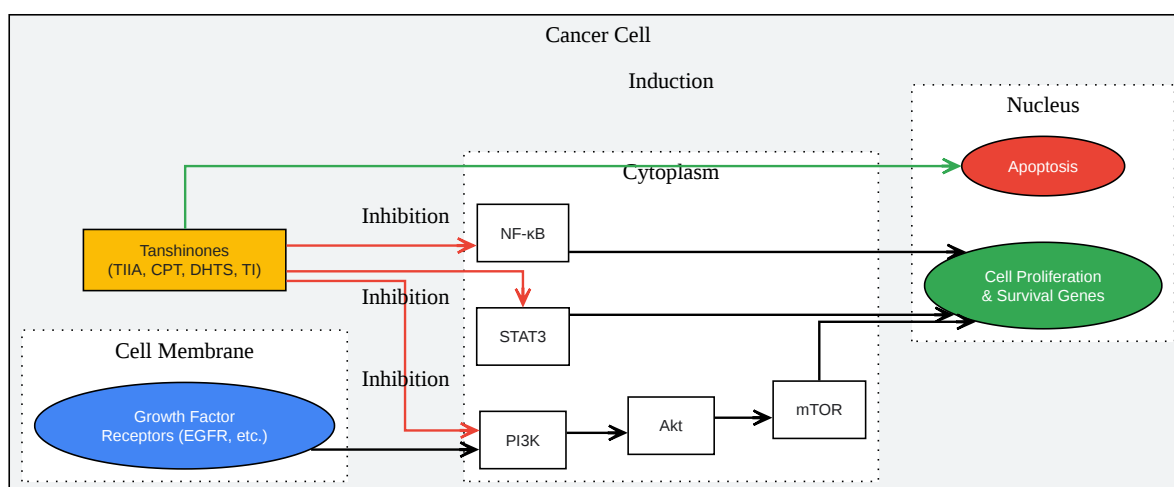 Cancer Cell
Induction
Nucleus
Apoptosis
Cytoplasm
Inhibition
NF-κB
Tanshinones
(TIIA, CPT, DHTS, TI)
Cell Proliferation
& Survival Genes
Inhibition
STAT3
Cell Membrane
Inhibition
mTOR
Growth Factor
Receptors (EGFR, etc.)
PI3K
Akt